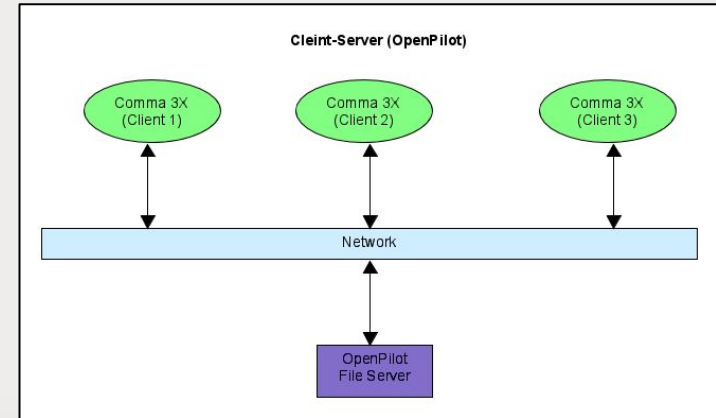 Cleint-Server (OpenPilot)
Comma 3X
(Client 1)
Comma 3X
(Client 2)
Comma 3X
(Client 3)
Network
OpenPilot
File Server